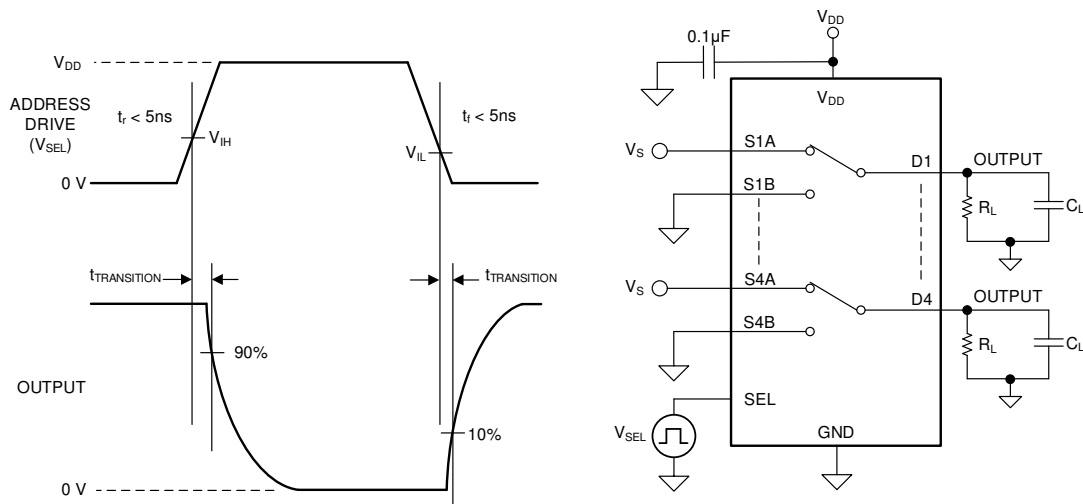 V_DD
ADDRESS
DRIVE
(V_SEL)
t_r < 5ns
V_IH
V_IL
t_f < 5ns
0 V
t_TRANSITION
t_TRANSITION
90%
OUTPUT
10%
0 V
V_DD
0.1µF
V_DD
V_S
S1A
D1
OUTPUT
S1B
R_L
C_L
V_S
S4A
D4
OUTPUT
S4B
R_L
C_L
SEL
V_SEL
GND